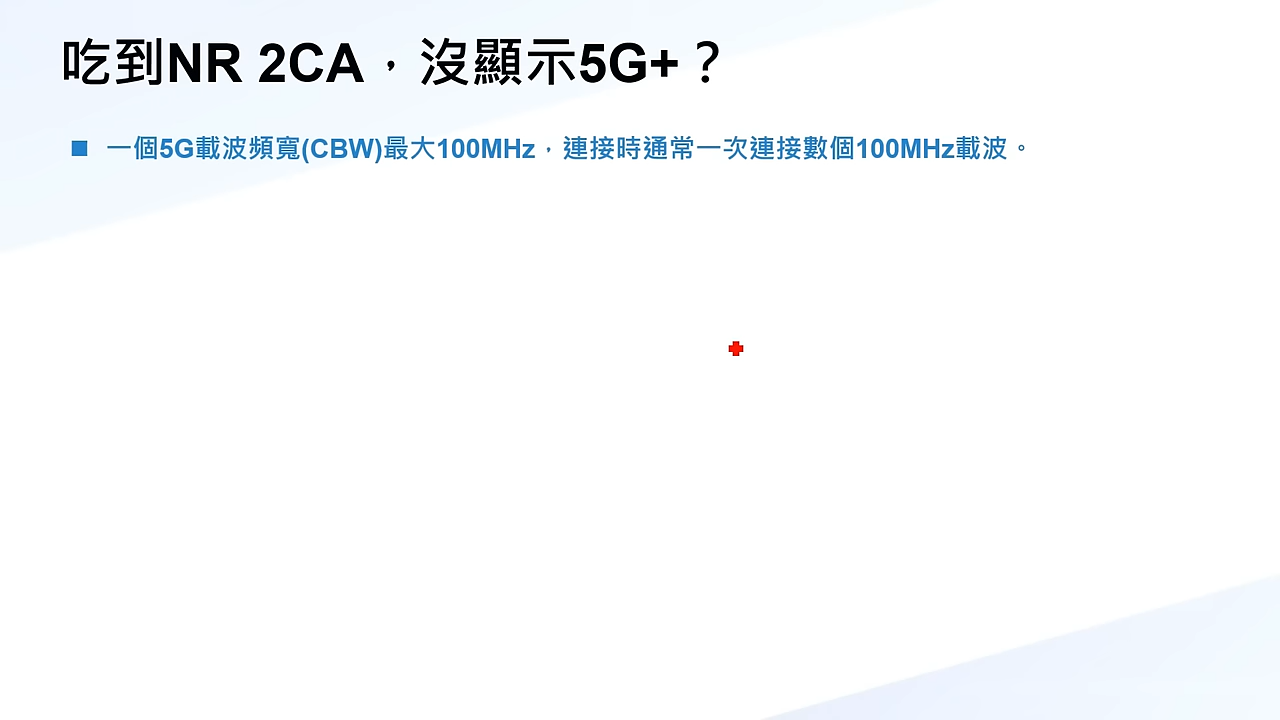 吃到NR 2CA，沒顯示5G+？
一個5G載波頻寬(CBW)最大100MHz，連接時通常一次連接數個100MHz載波。